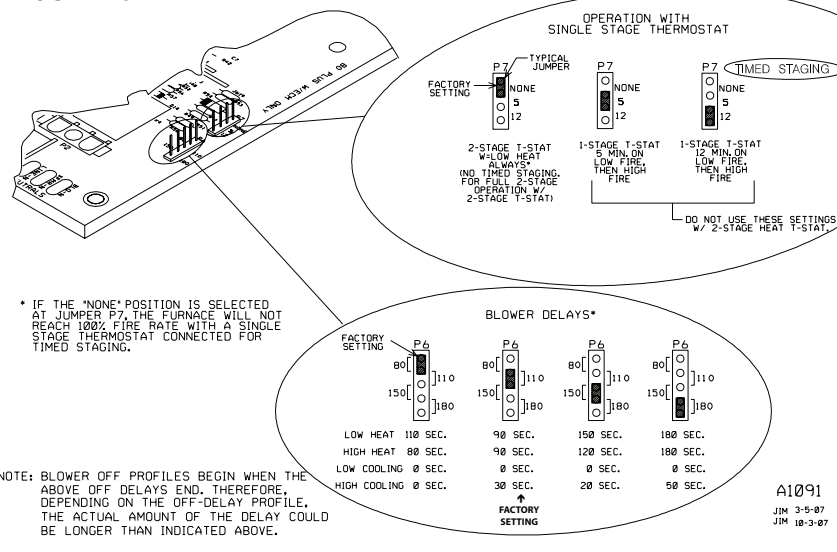 OPERATION WITH
SINGLE STAGE THERMOSTAT
TYPICAL
JUMPER
FACTORY
SETTING
P7
NONE
5
12
P7
NONE
5
12
P7
TIMED STAGING
NONE
5
12
2-STAGE T-STAT
W=LOW HEAT
ALWAYS*
(NO TIMED STAGING.
FOR FULL 2-STAGE
OPERATION W/
2-STAGE T-STAT)
1-STAGE T-STAT
5 MIN. ON
LOW FIRE,
THEN HIGH
FIRE
1-STAGE T-STAT
12 MIN. ON
LOW FIRE,
THEN HIGH
FIRE
DO NOT USE THESE SETTINGS
W/ 2-STAGE HEAT T-STAT.
80 PLUS W/ECM ONLY
P2
C7
* IF THE "NONE" POSITION IS SELECTED
AT JUMPER P7, THE FURNACE WILL NOT
REACH 100% FIRE RATE WITH A SINGLE
STAGE THERMOSTAT CONNECTED FOR
TIMED STAGING.
BLOWER DELAYS*
FACTORY
SETTING
P6 P6 P6 P6
80 110 80 110 80 110 80 110
150 180 150 180 150 180 150 180
LOW HEAT 110 SEC. 90 SEC. 150 SEC. 180 SEC.
HIGH HEAT 80 SEC. 90 SEC. 120 SEC. 180 SEC.
LOW COOLING 0 SEC. 0 SEC. 0 SEC. 0 SEC.
HIGH COOLING 0 SEC. 30 SEC. 20 SEC. 50 SEC.
FACTORY
SETTING
NOTE: BLOWER OFF PROFILES BEGIN WHEN THE
ABOVE OFF DELAYS END. THEREFORE,
DEPENDING ON THE OFF-DELAY PROFILE,
THE ACTUAL AMOUNT OF THE DELAY COULD
BE LONGER THAN INDICATED ABOVE.
A1091
JIM 3-5-07
JIM 10-3-07